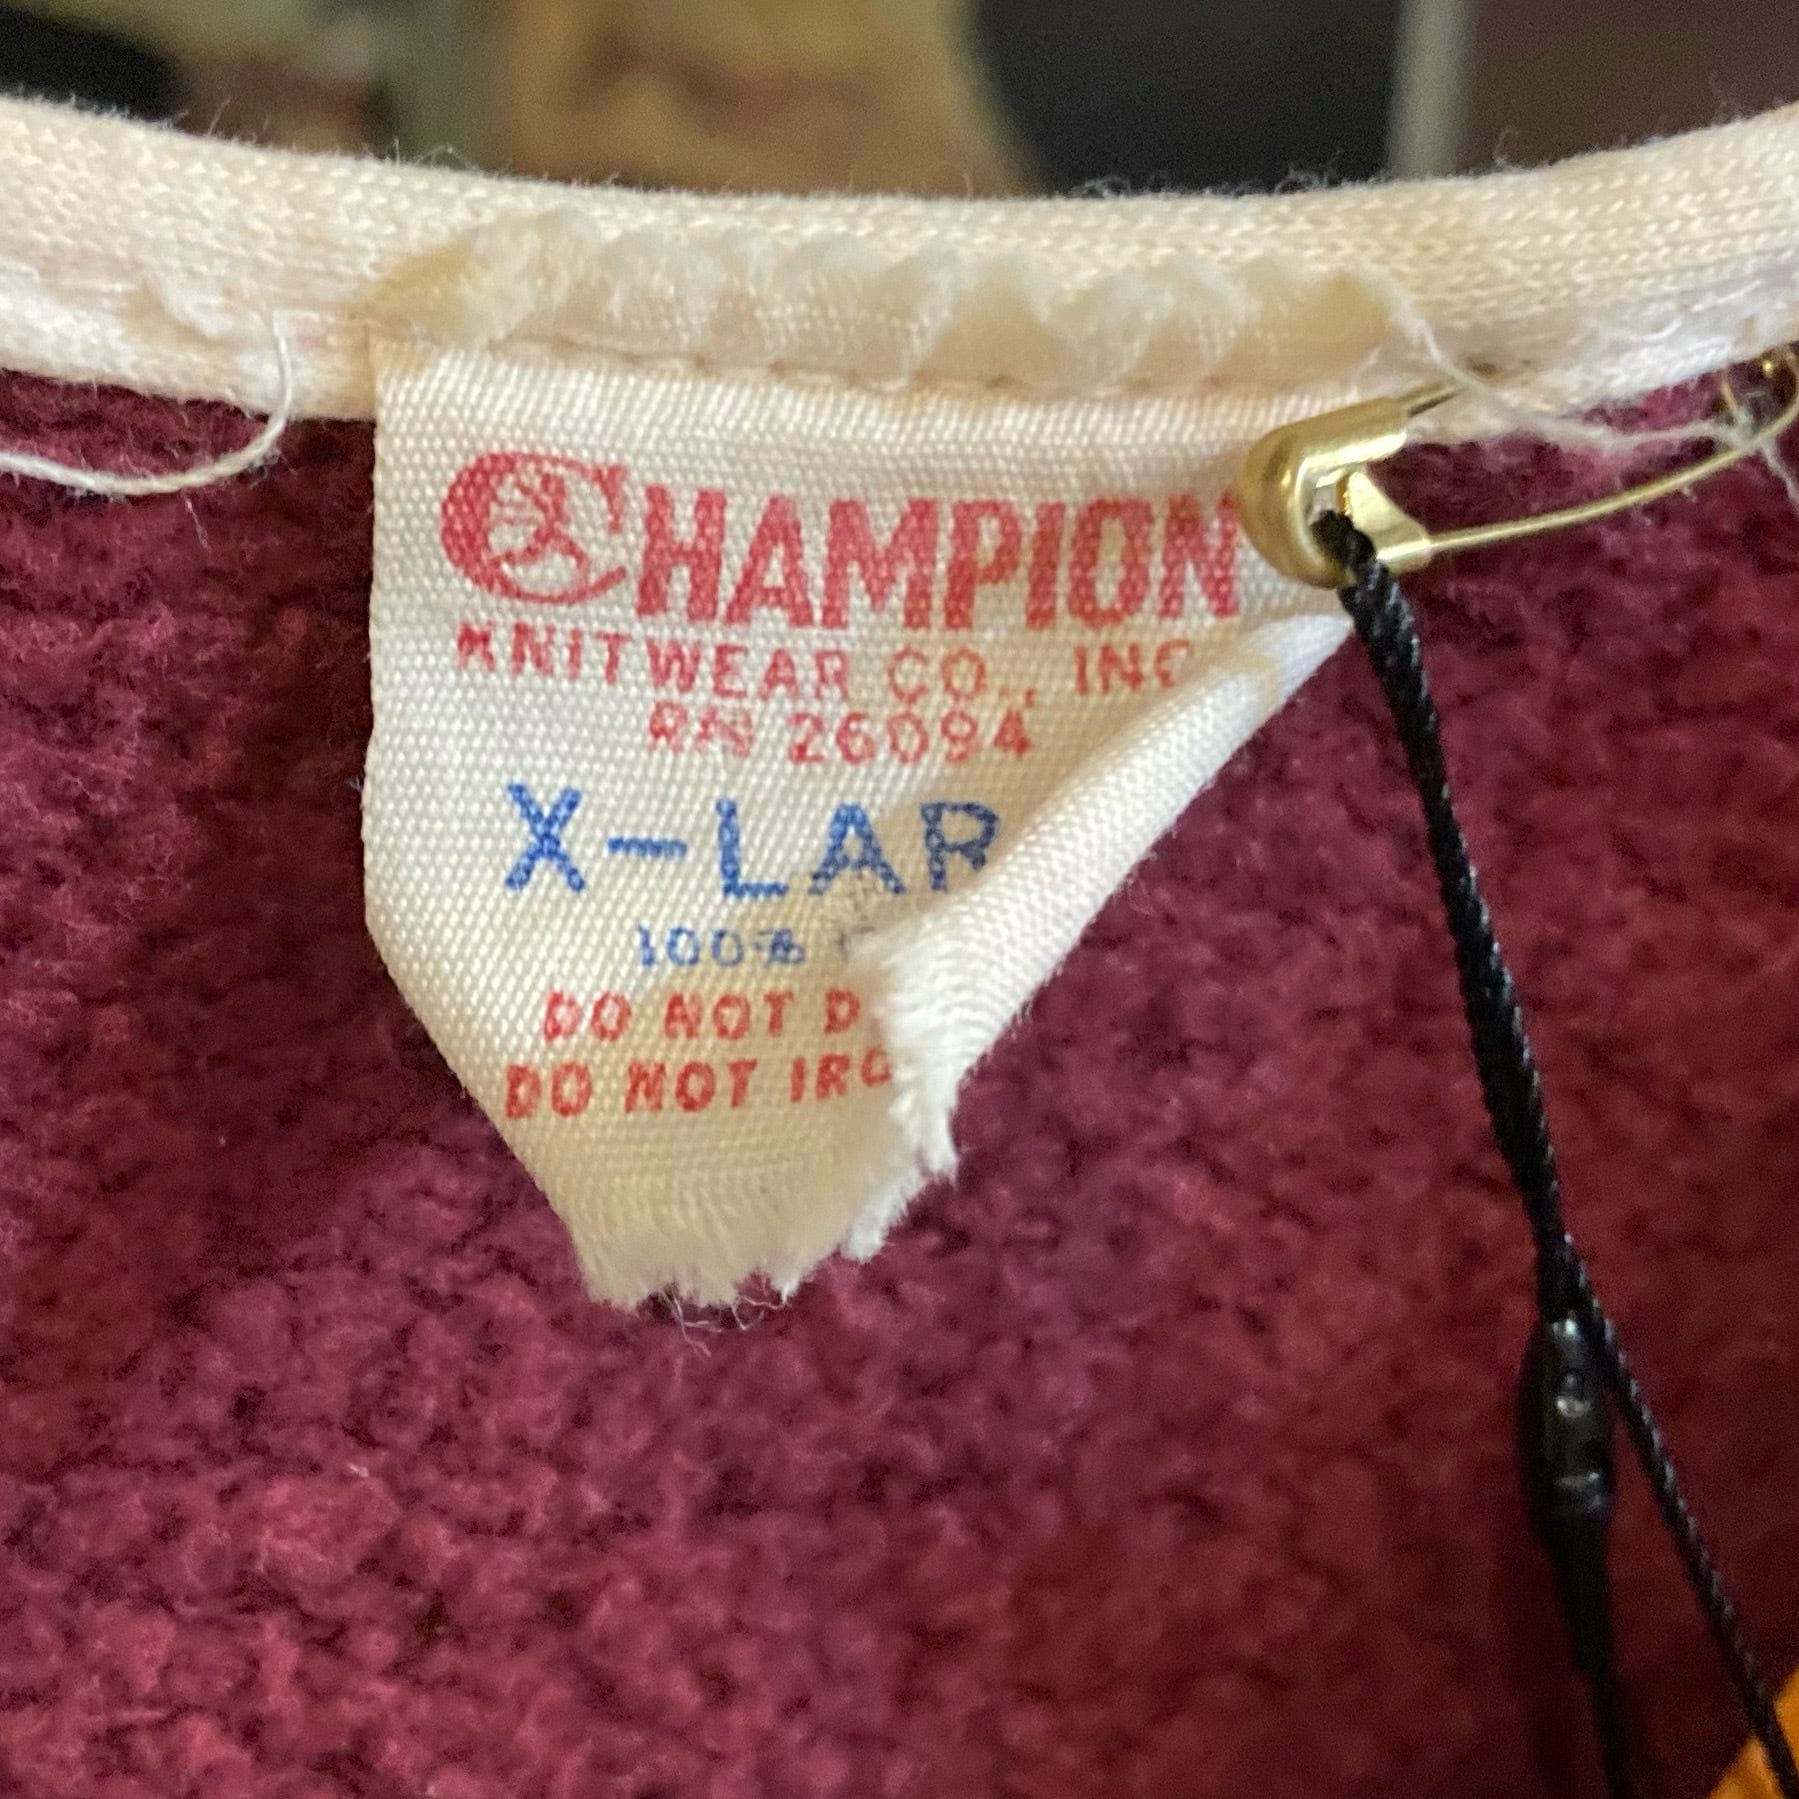 CHAMPION
KNITWEAR CO., INC
RN 26094
X-LAR
100%
DO NOT D
DO NOT IRO